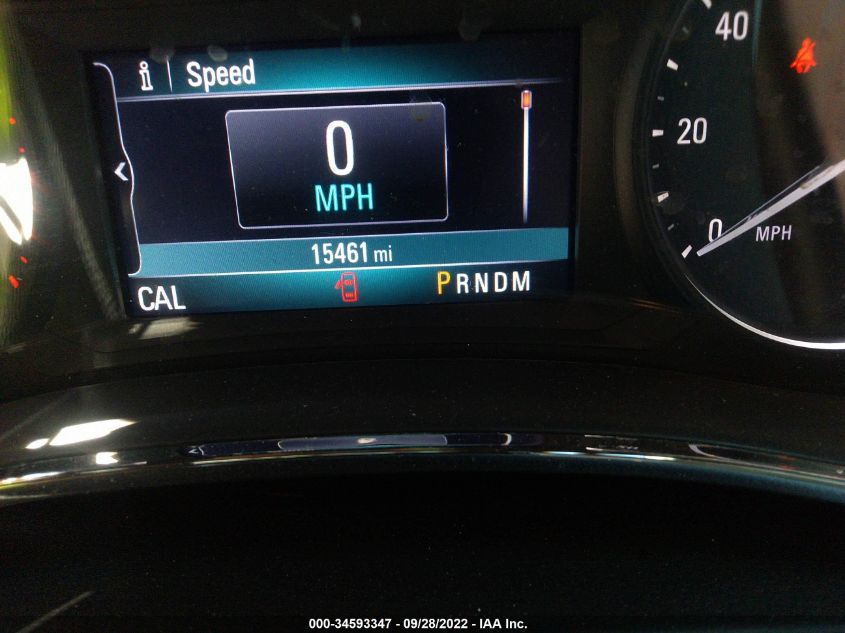 i Speed
0
MPH
15461 mi
CAL PRNDM
40
20
0
MPH
000-34593347 - 09/28/2022 - IAA Inc.